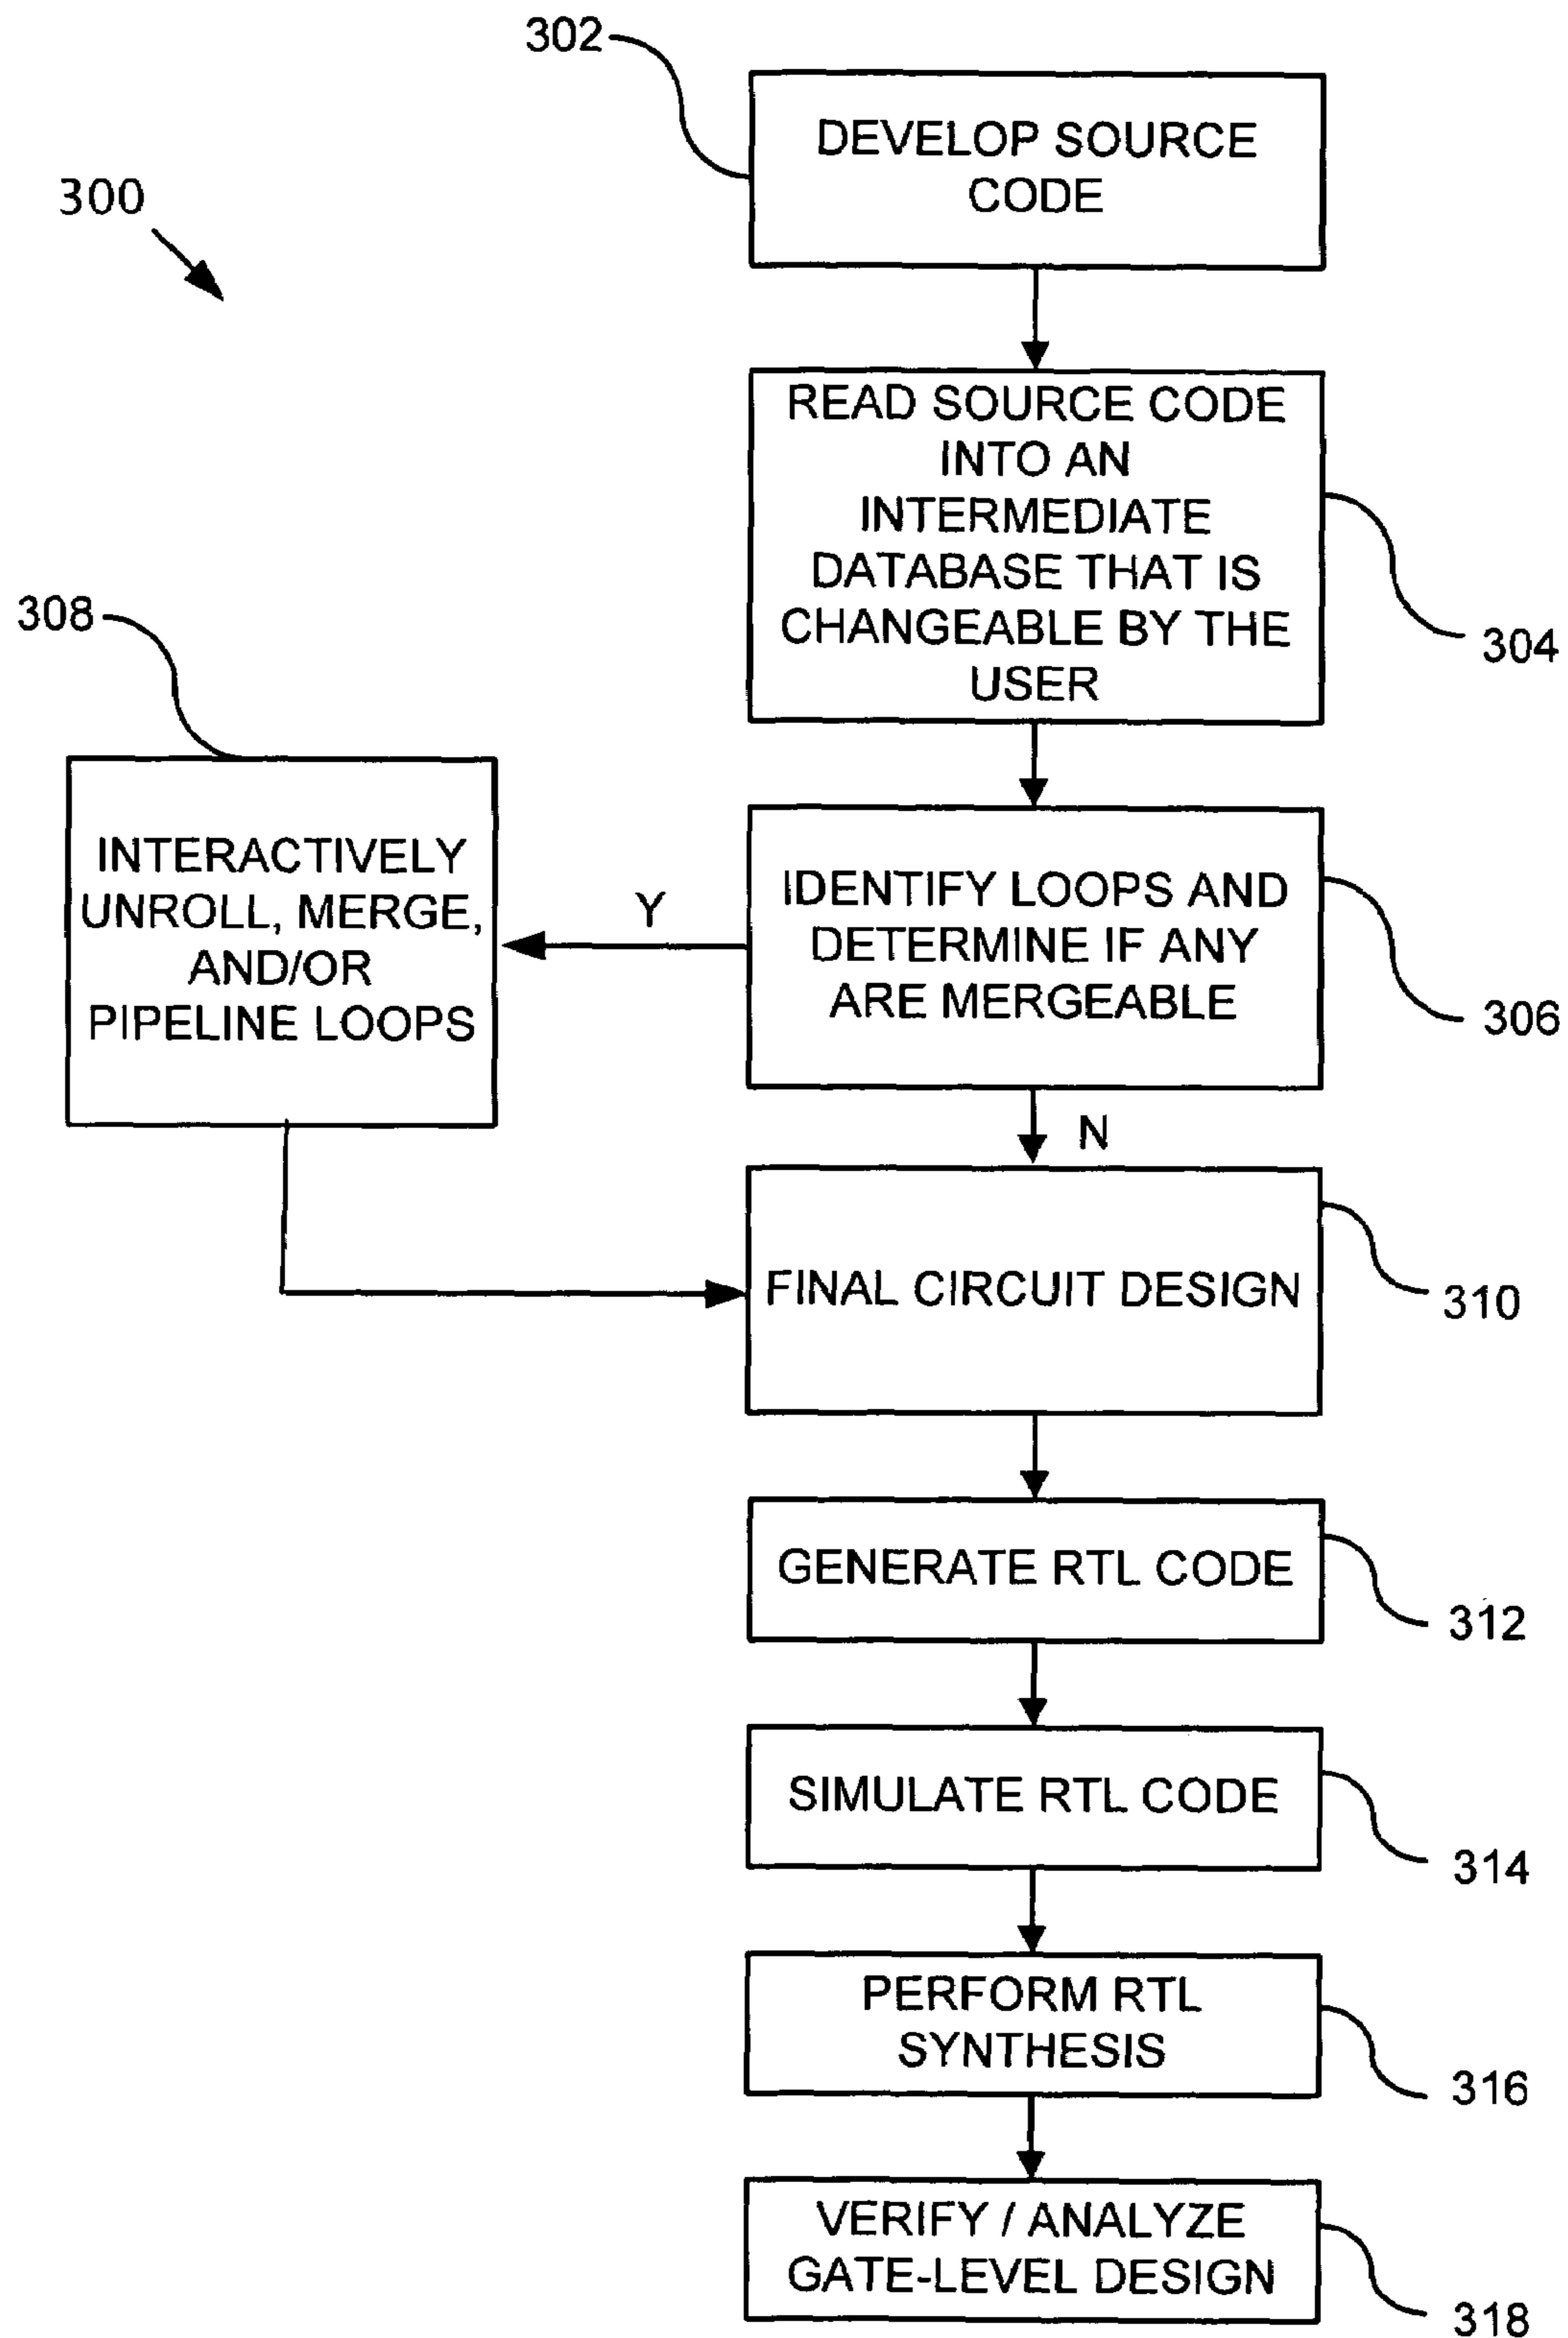 302
DEVELOP SOURCE
CODE
300
READ SOURCE CODE
INTO AN
INTERMEDIATE
DATABASE THAT IS
CHANGEABLE BY THE
USER
304
308
INTERACTIVELY
UNROLL, MERGE,
AND/OR
PIPELINE LOOPS
Y
IDENTIFY LOOPS AND
DETERMINE IF ANY
ARE MERGEABLE
306
N
FINAL CIRCUIT DESIGN
310
GENERATE RTL CODE
312
SIMULATE RTL CODE
314
PERFORM RTL
SYNTHESIS
316
VERIFY / ANALYZE
GATE-LEVEL DESIGN
318